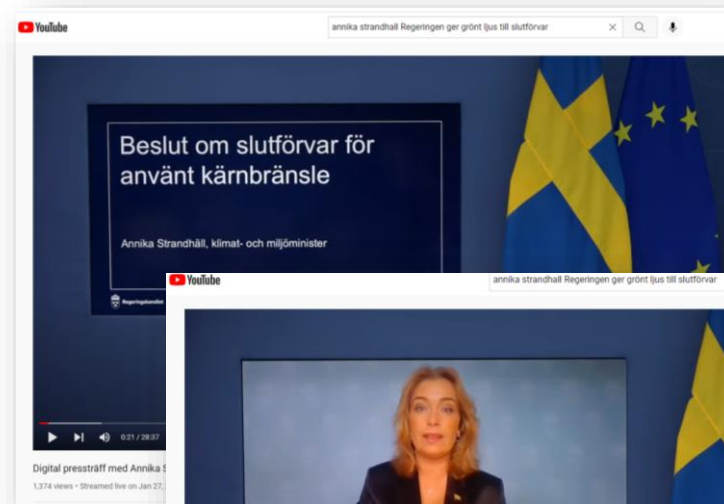 YouTube
annika strandhall Regeringen ger grönt ljus till slutförvar
Beslut om slutförvar för
använt kärnbränsle
Annika Strandhäll, klimat- och miljöminister
Regeringskansliet
YouTube
annika strandhall Regeringen ger grönt ljus till slutförvar
0:21 / 28:37
Digital pressträff med Annika S
1,374 views • Streamed live on Jan 27,